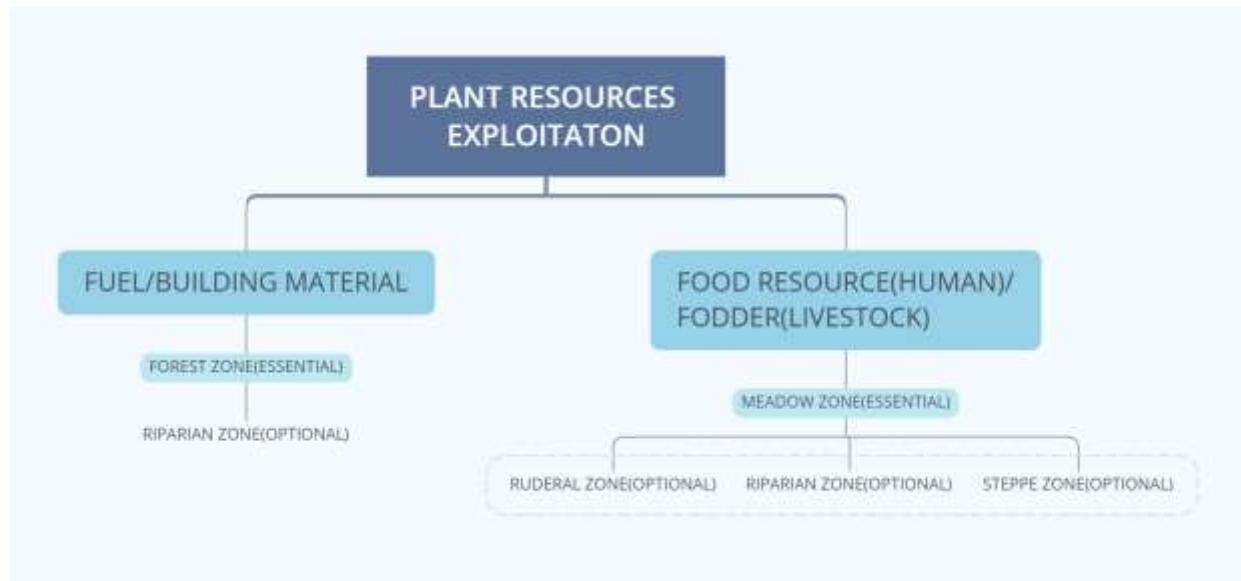 PLANT RESOURCES
EXPLOITATON
FUEL/BUILDING MATERIAL
FOOD RESOURCE(HUMAN)/
FODDER(LIVESTOCK)
FOREST ZONE(ESSENTIAL)
MEADOW ZONE(ESSENTIAL)
RIPARIAN ZONE(OPTIONAL)
RUDERAL ZONE(OPTIONAL)
RIPARIAN ZONE(OPTIONAL)
STEPPE ZONE(OPTIONAL)